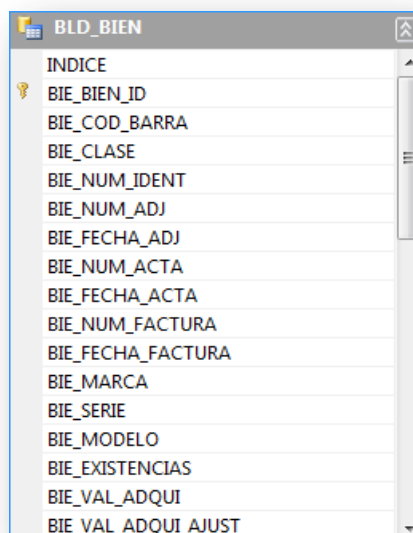 BLD_BIEN
INDICE
BIE_BIEN_ID
BIE_COD_BARRA
BIE_CLASE
BIE_NUM_IDENT
BIE_NUM_ADJ
BIE_FECHA_ADJ
BIE_NUM_ACTA
BIE_FECHA_ACTA
BIE_NUM_FACTURA
BIE_FECHA_FACTURA
BIE_MARCA
BIE_SERIE
BIE_MODELO
BIE_EXISTENCIAS
BIE_VAL_ADQUI
BIE_VAL_ADQUI_AJUST